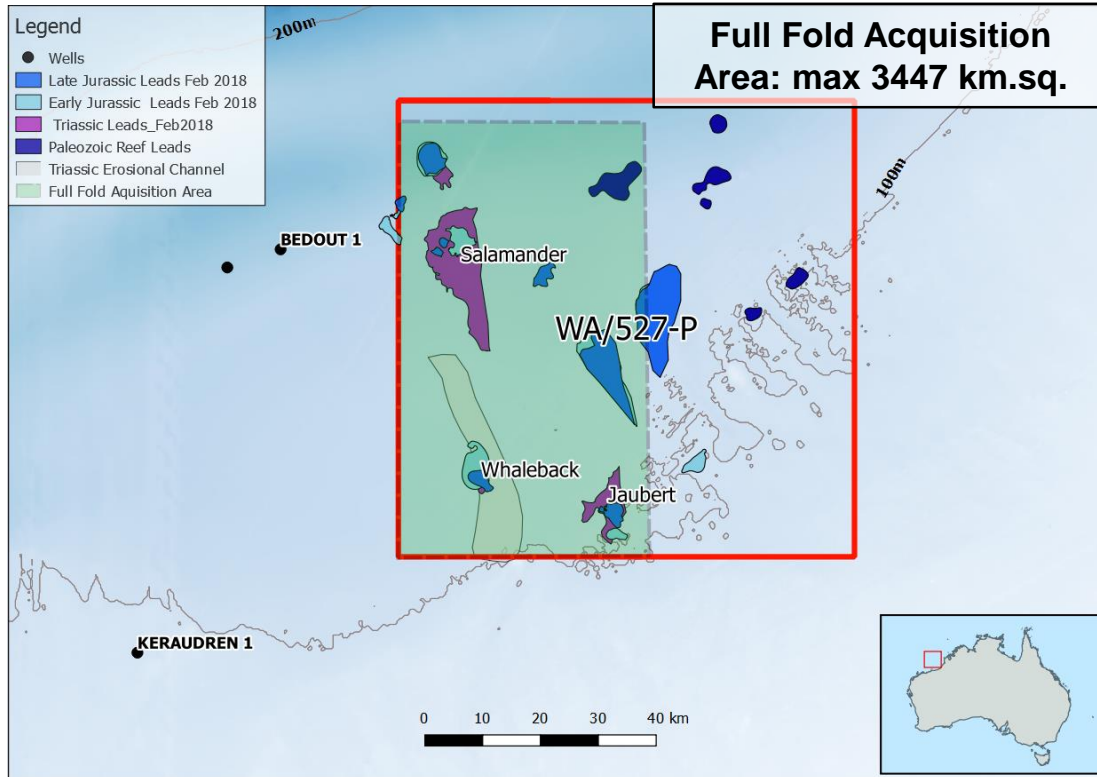 Legend
Wells
Late Jurassic Leads Feb 2018
Early Jurassic  Leads Feb 2018
Triassic Leads_Feb2018
Paleozoic Reef Leads
Triassic Erosional Channel
Full Fold Aquisition Area
200m
Full Fold Acquisition
Area: max 3447 km.sq.
100m
BEDOUT 1
Salamander
WA/527-P
Whaleback
Jaubert
KERAUDREN 1
0 10 20 30 40 km